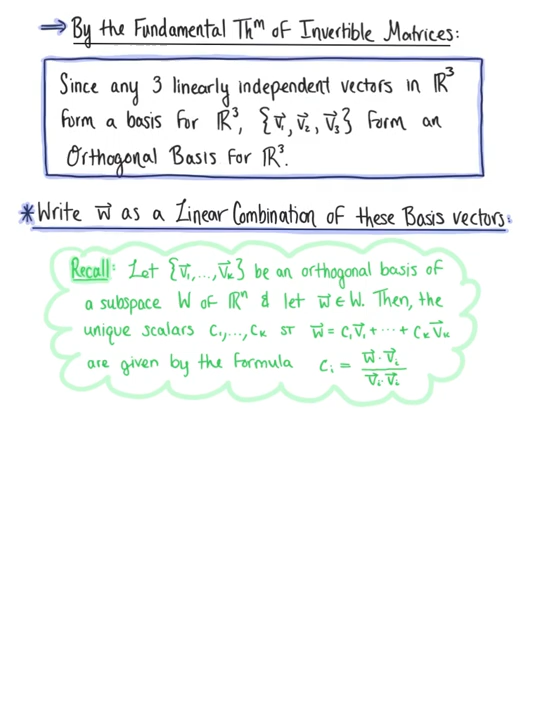 → By the Fundamental Thᵐ of Invertible Matrices:
Since any 3 linearly independent vectors in ℝ³
form a basis for ℝ³, {v⃗₁, v⃗₂, v⃗₃} form an
Orthogonal Basis for ℝ³.
*Write w⃗ as a Linear Combination of these Basis vectors:
Recall: Let {v⃗₁,...,v⃗ₖ} be an orthogonal basis of
a subspace W of ℝⁿ & let w⃗ ∈ W. Then, the
unique scalars c₁,...,cₖ st w⃗ = c₁v⃗₁ + ··· + cₖv⃗ₖ
are given by the formula cᵢ = w⃗·v⃗ᵢ / v⃗ᵢ·v⃗ᵢ